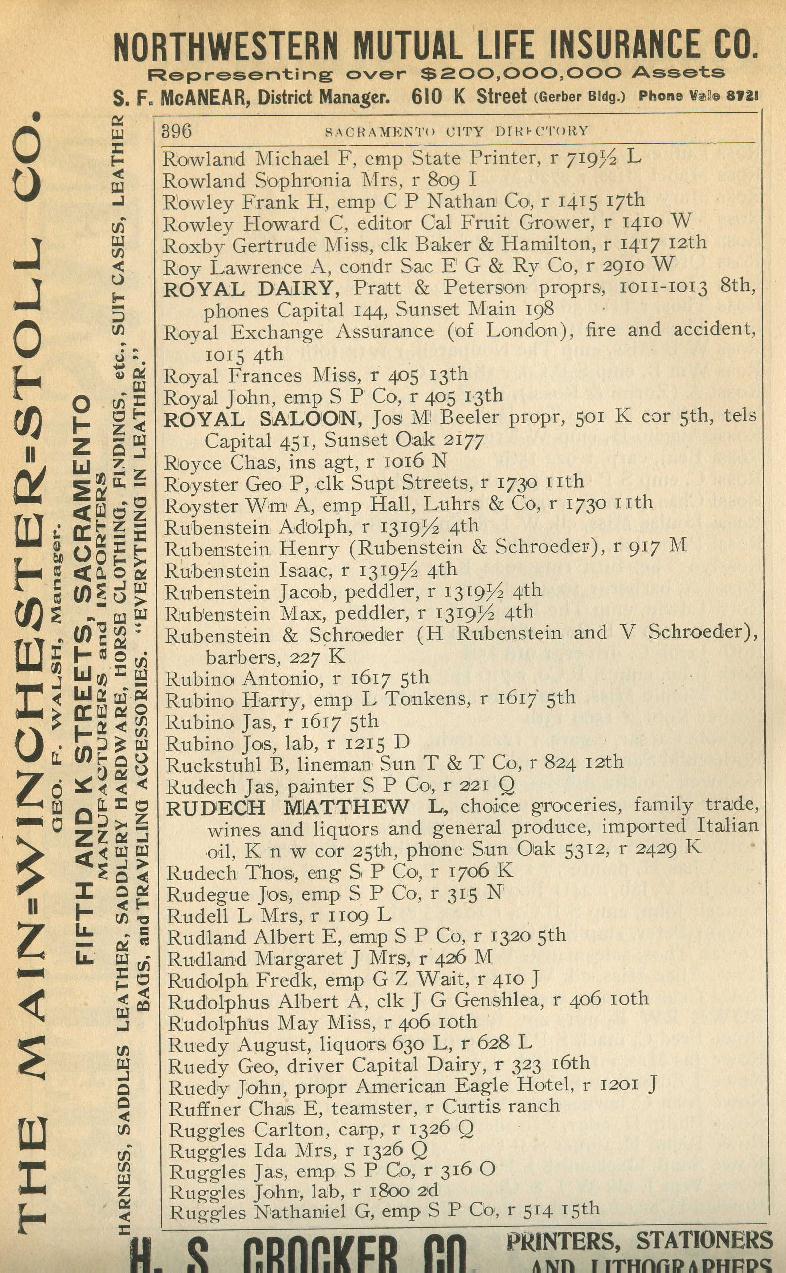 NORTHWESTERN MUTUAL LIFE INSURANCE CO.
Representing over $200,000,000 Assets
S. F. McANEAR, District Manager. 610 K Street (Gerber Bldg.) Phone Vale 8721
THE MAIN=WINCHESTER=STOLL CO.
GEO. F. WALSH, Manager.
FIFTH AND K STREETS, SACRAMENTO
MANUFACTURERS and IMPORTERS
HARNESS, SADDLES LEATHER, SADDLERY HARDWARE, HORSE CLOTHING, FINDINGS, etc., SUIT CASES, LEATHER
BAGS, and TRAVELING ACCESSORIES. "EVERYTHING IN LEATHER."
396 SACRAMENTO CITY DIRECTORY
Rowland Michael F, emp State Printer, r 719½ L
Rowland Sophronia Mrs, r 809 I
Rowley Frank H, emp C P Nathan Co, r 1415 17th
Rowley Howard C, editor Cal Fruit Grower, r 1410 W
Roxby Gertrude Miss, clk Baker & Hamilton, r 1417 12th
Roy Lawrence A, condr Sac E G & Ry Co, r 2910 W
ROYAL DAIRY, Pratt & Peterson proprs, 1011-1013 8th,
phones Capital 144, Sunset Main 198
Royal Exchange Assurance (of London), fire and accident,
1015 4th
Royal Frances Miss, r 405 13th
Royal John, emp S P Co, r 405 13th
ROYAL SALOON, Jos M Beeler propr, 501 K cor 5th, tels
Capital 451, Sunset Oak 2177
Royce Chas, ins agt, r 1016 N
Royster Geo P, clk Supt Streets, r 1730 11th
Royster Wm A, emp Hall, Luhrs & Co, r 1730 11th
Rubenstein Adolph, r 1319½ 4th
Rubenstein Henry (Rubenstein & Schroeder), r 917 M
Rubenstein Isaac, r 1319½ 4th
Rubenstein Jacob, peddler, r 1319½ 4th
Rubenstein Max, peddler, r 1319½ 4th
Rubenstein & Schroeder (H Rubenstein and V Schroeder),
barbers, 227 K
Rubino Antonio, r 1617 5th
Rubino Harry, emp L Tonkens, r 1617 5th
Rubino Jas, r 1617 5th
Rubino Jos, lab, r 1215 D
Ruckstuhl B, lineman Sun T & T Co, r 824 12th
Rudech Jas, painter S P Co, r 221 Q
RUDECH MATTHEW L, choice groceries, family trade,
wines and liquors and general produce, imported Italian
oil, K n w cor 25th, phone Sun Oak 5312, r 2429 K
Rudech Thos, eng S P Co, r 1706 K
Rudegue Jos, emp S P Co, r 315 N
Rudell L Mrs, r 1109 L
Rudland Albert E, emp S P Co, r 1320 5th
Rudland Margaret J Mrs, r 426 M
Rudolph Fredk, emp G Z Wait, r 410 J
Rudolphus Albert A, clk J G Genshlea, r 406 10th
Rudolphus May Miss, r 406 10th
Ruedy August, liquors 630 L, r 628 L
Ruedy Geo, driver Capital Dairy, r 323 16th
Ruedy John, propr American Eagle Hotel, r 1201 J
Ruffner Chas E, teamster, r Curtis ranch
Ruggles Carlton, carp, r 1326 Q
Ruggles Ida Mrs, r 1326 Q
Ruggles Jas, emp S P Co, r 316 O
Ruggles John, lab, r 1800 2d
Ruggles Nathaniel G, emp S P Co, r 514 15th
H. S. CROCKER CO.
PRINTERS, STATIONERS
AND LITHOGRAPHERS